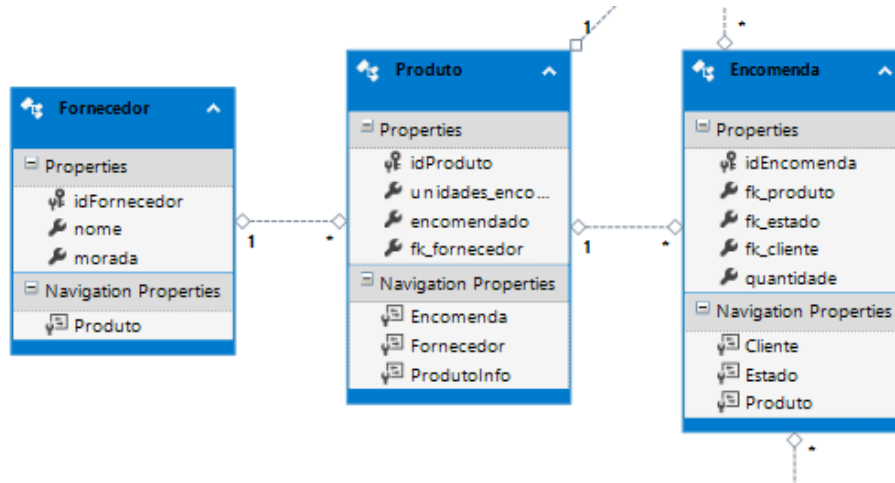 Fornecedor
Properties
idFornecedor
nome
morada
Navigation Properties
Produto
1
*
1
Produto
Properties
idProduto
unidades_enco...
encomendado
fk_fornecedor
Navigation Properties
Encomenda
Fornecedor
ProdutoInfo
1
*
*
Encomenda
Properties
idEncomenda
fk_produto
fk_estado
fk_cliente
quantidade
Navigation Properties
Cliente
Estado
Produto
*